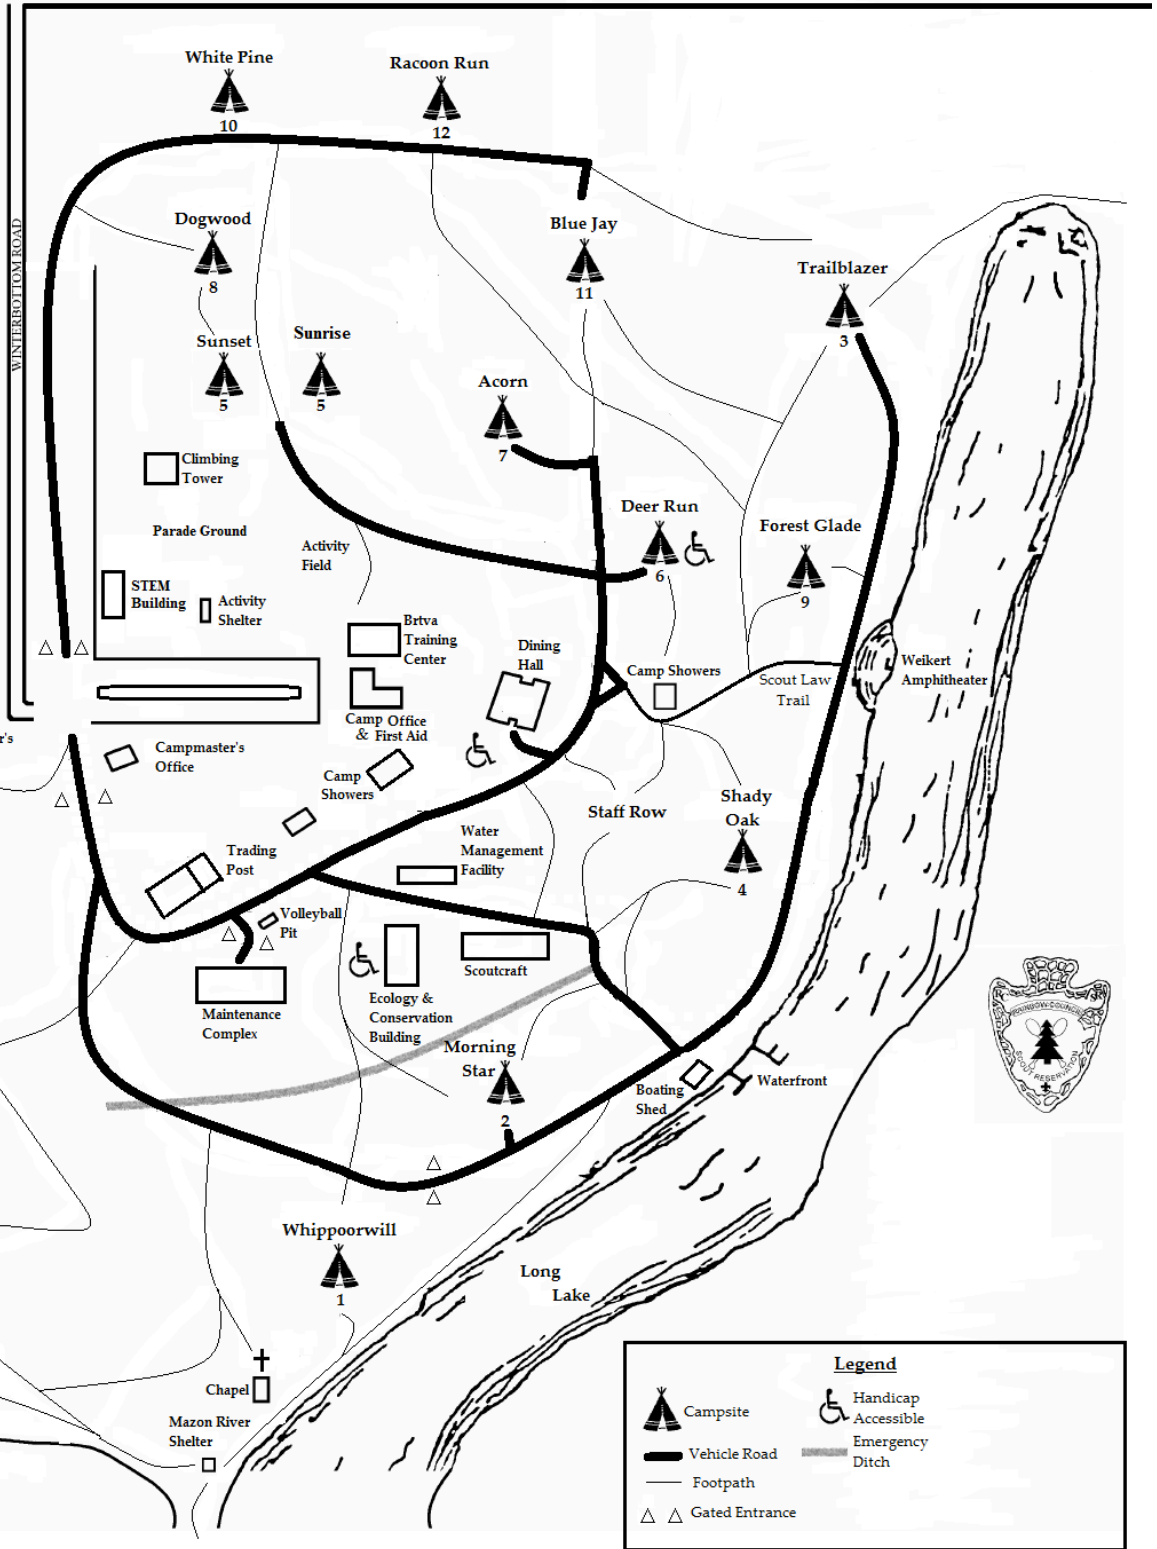 White Pine
10
Racoon Run
12
WINTERBOTTOM ROAD
Dogwood
8
Blue Jay
11
Trailblazer
3
Sunset
5
Sunrise
5
Acorn
7
Climbing
Tower
Parade Ground
Deer Run
6
Forest Glade
9
Activity
Field
STEM
Building
Activity
Shelter
Brtva
Training
Center
Dining
Hall
Camp Showers
Scout Law
Trail
Weikert
Amphitheater
Camp Office
& First Aid
r's
Campmaster's
Office
Camp
Showers
Staff Row
Shady
Oak
4
Water
Management
Facility
Trading
Post
Volleyball
Pit
Scoutcraft
Maintenance
Complex
Ecology &
Conservation
Building
Morning
Star
2
Boating
Shed
Waterfront
RAINBOW COUNCIL
SCOUT RESERVATION
Whippoorwill
1
Long
Lake
Chapel
Mazon River
Shelter
Legend
Campsite
Handicap
Accessible
Vehicle Road
Emergency
Ditch
Footpath
Gated Entrance